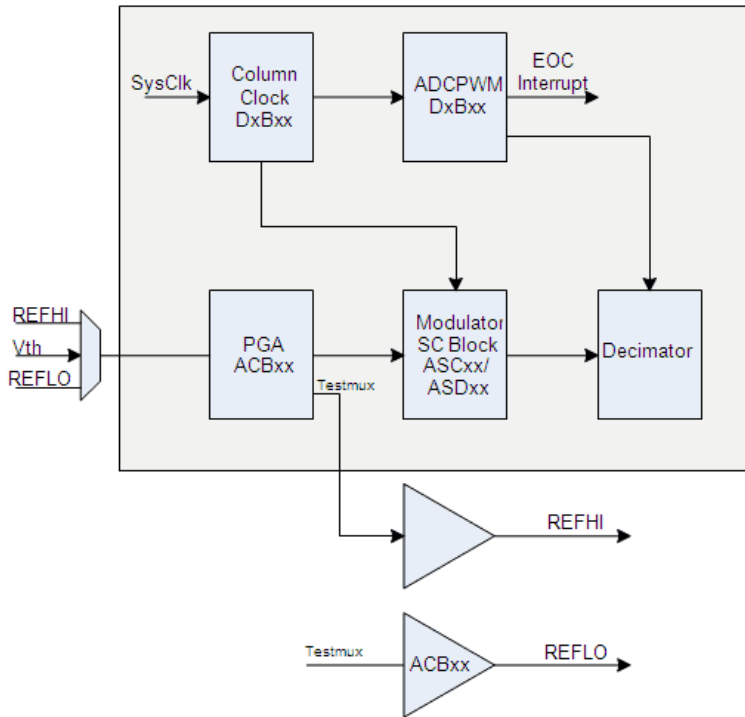 SysClk
Column
Clock
DxBxx
ADCPWM
DxBxx
EOC
Interrupt
REFHI
Vth
REFLO
PGA
ACBxx
Testmux
Modulator
SC Block
ASCxx/
ASDxx
Decimator
REFHI
Testmux
ACBxx
REFLO